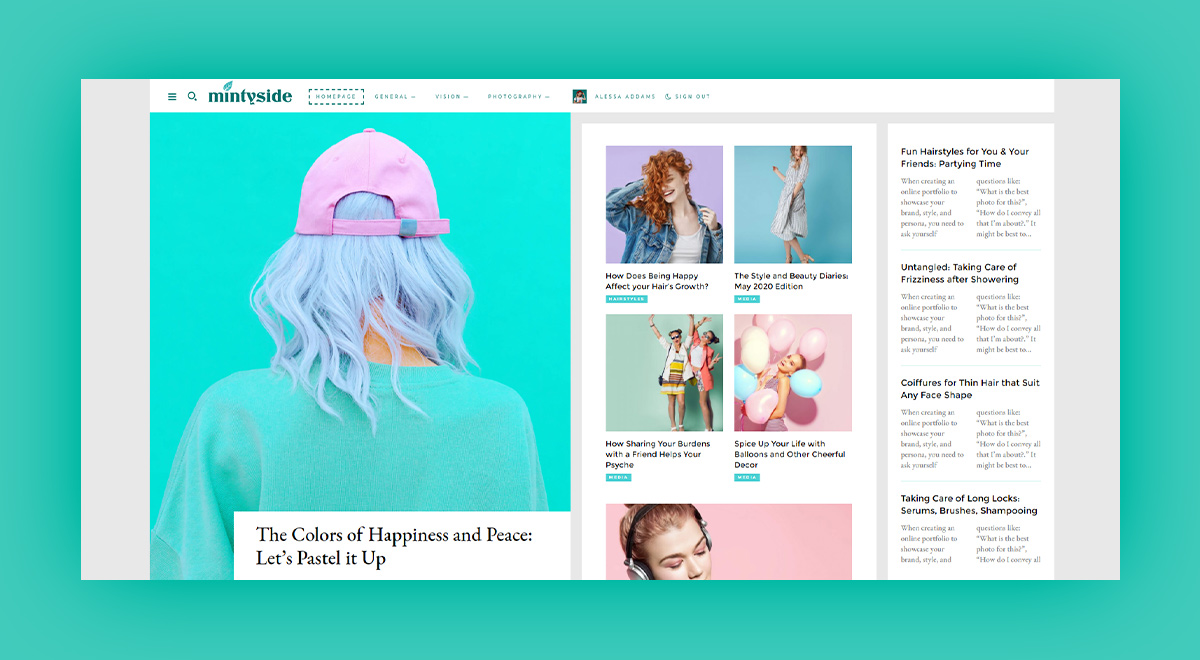 mintyside
HOMEPAGE
GENERAL
VISION
PHOTOGRAPHY
ALESSA ADDAMS
SIGN OUT
The Colors of Happiness and Peace:
Let’s Pastel it Up
How Does Being Happy
Affect your Hair's Growth?
HAIRSTYLES
The Style and Beauty Diaries:
May 2020 Edition
MEDIA
How Sharing Your Burdens
with a Friend Helps Your
Psyche
MEDIA
Spice Up Your Life with
Balloons and Other Cheerful
Decor
MEDIA
Fun Hairstyles for You & Your
Friends: Partying Time
When creating an
online portfolio to
showcase your
brand, style, and
persona, you need to
ask yourself
questions like:
“What is the best
photo for this?”,
“How do I convey all
that I’m about?.” It
might be best to...
Untangled: Taking Care of
Frizziness after Showering
When creating an
online portfolio to
showcase your
brand, style, and
persona, you need to
ask yourself
questions like:
“What is the best
photo for this?”,
“How do I convey all
that I’m about?.” It
might be best to...
Coiffures for Thin Hair that Suit
Any Face Shape
When creating an
online portfolio to
showcase your
brand, style, and
persona, you need to
ask yourself
questions like:
“What is the best
photo for this?”,
“How do I convey all
that I’m about?.” It
might be best to...
Taking Care of Long Locks:
Serums, Brushes, Shampooing
When creating an
online portfolio to
showcase your
brand, style, and
questions like:
“What is the best
photo for this?”,
“How do I convey all